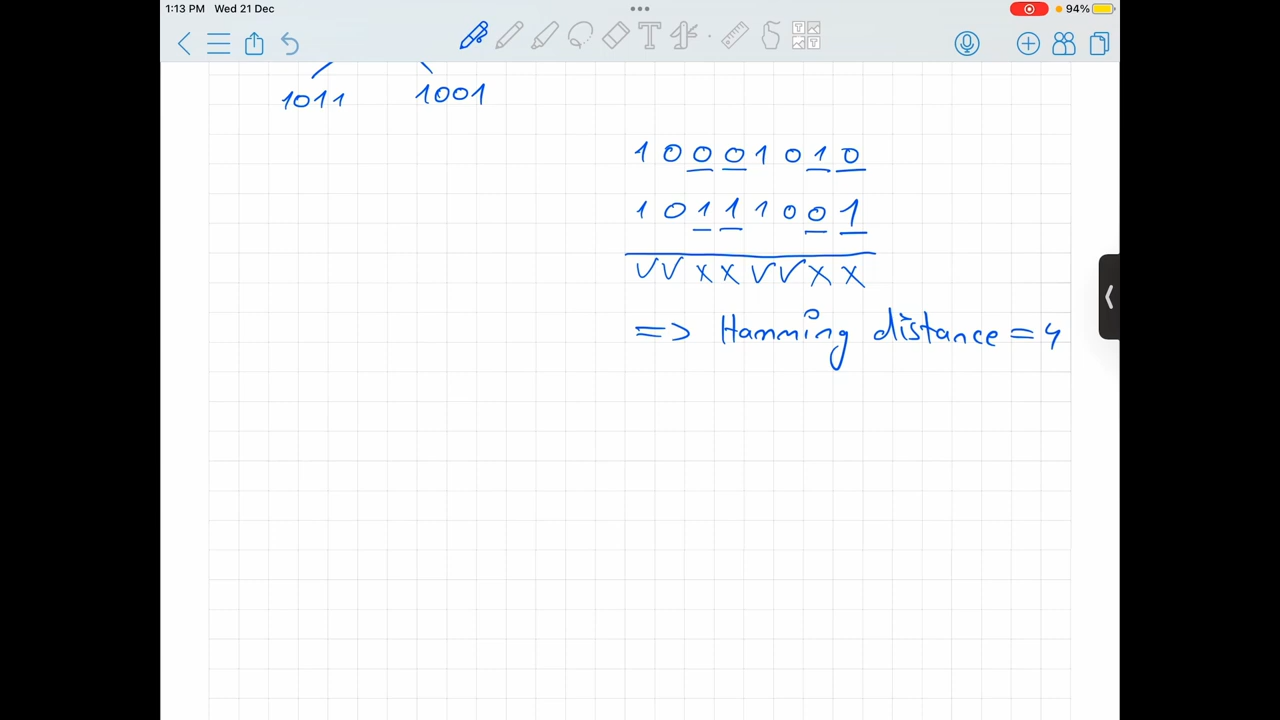 1:13 PM Wed 21 Dec
94%
1011 1001
1 0 0 0 1 0 1 0
1 0 1 1 1 0 0 1
V V X X V V X X
=> Hamming distance = 4